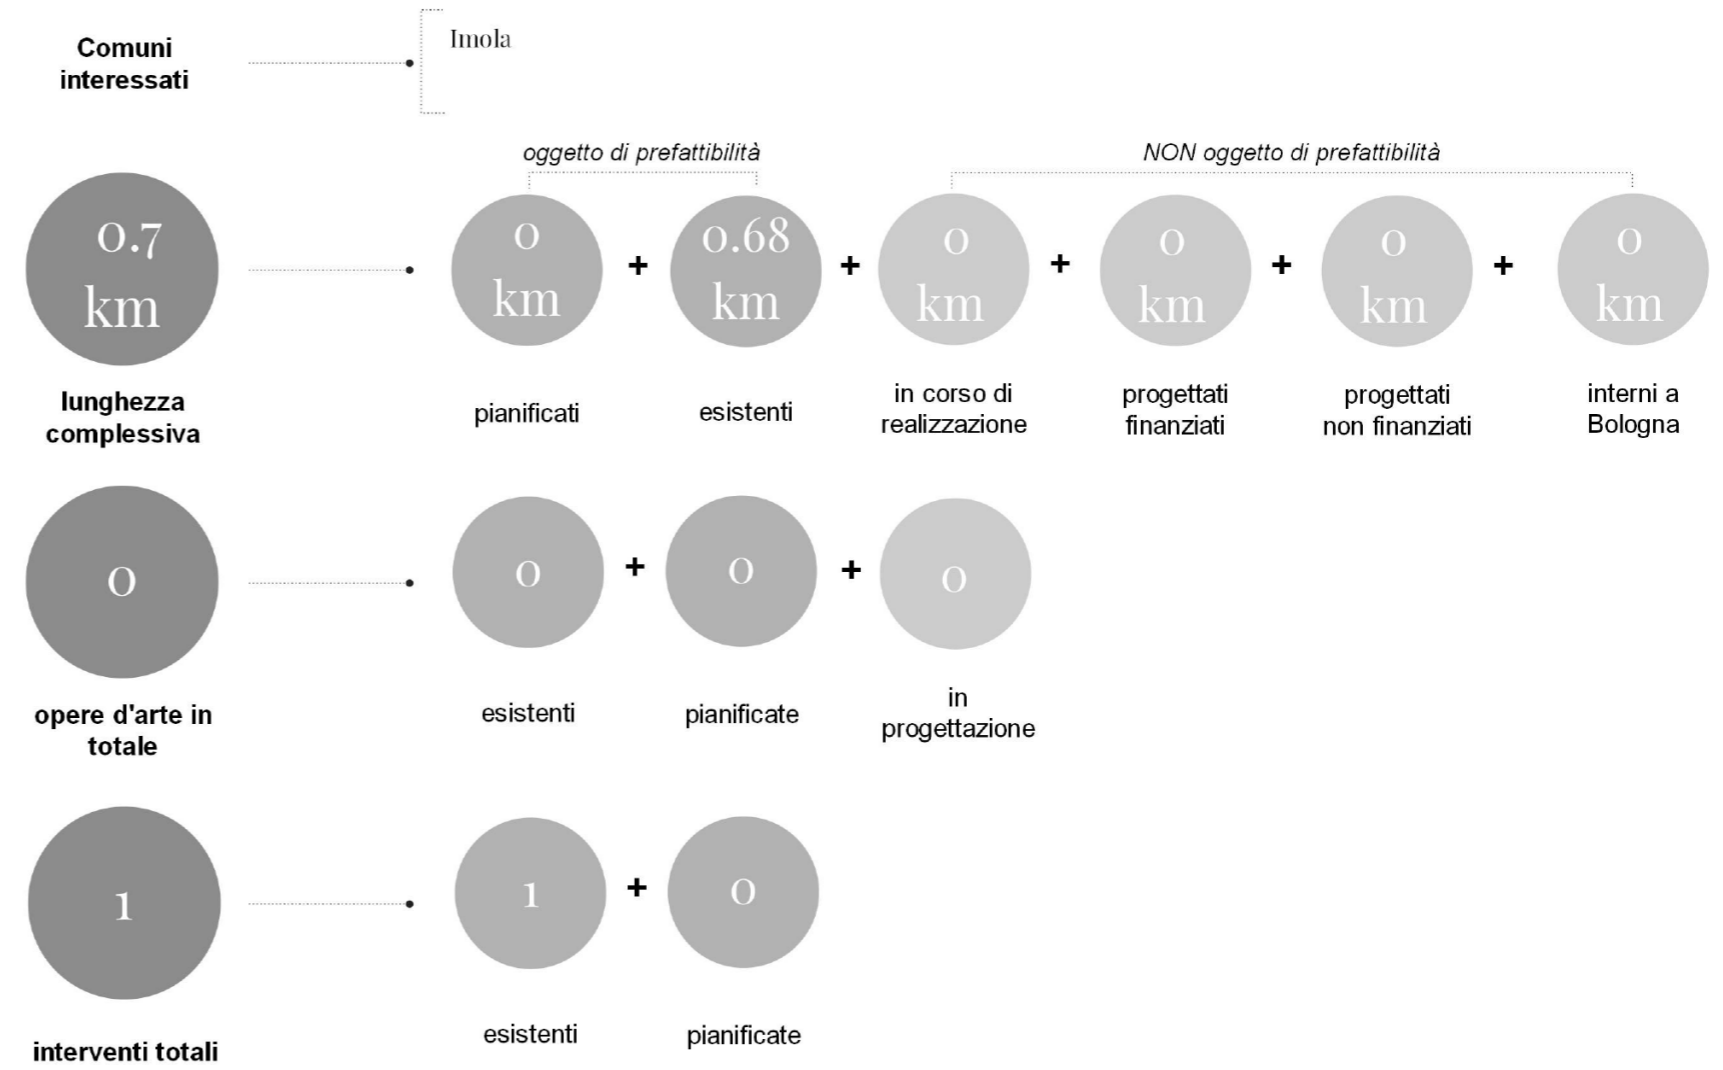 Comuni
interessati
Imola
oggetto di prefattibilità
NON oggetto di prefattibilità
0.7
km
0
km
+
0.68
km
+
0
km
+
0
km
+
0
km
+
0
km
lunghezza
complessiva
pianificati
esistenti
in corso di
realizzazione
progettati
finanziati
progettati
non finanziati
interni a
Bologna
0
0
+
0
+
0
opere d'arte in
totale
esistenti
pianificate
in
progettazione
1
1
+
0
interventi totali
esistenti
pianificate